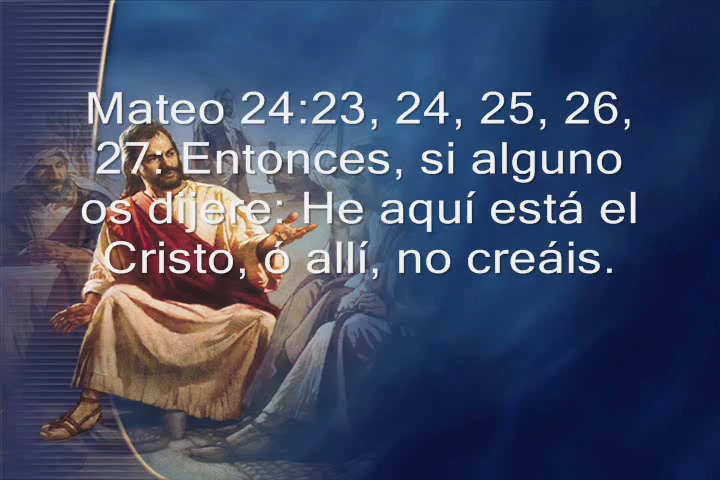 Mateo 24:23, 24, 25, 26,
27: Entonces, si alguno
os dijere: He aquí está el
Cristo, ó allí, no creáis.